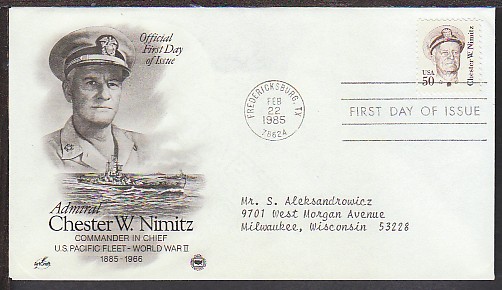 Official
First Day
of Issue
Admiral
Chester W. Nimitz
COMMANDER IN CHIEF
U.S. PACIFIC FLEET - WORLD WAR II
1885-1966
ArtCraft
FREDERICKSBURG, TX
FEB
22
1985
78624
USA
50
Chester W. Nimitz
FIRST DAY OF ISSUE
Mr. S. Aleksandrowicz
9701 West Morgan Avenue
Milwaukee, Wisconsin 53228